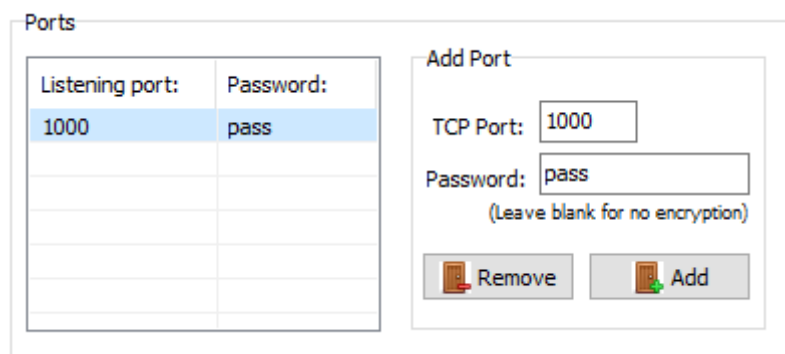 Ports
Listening port: Password:
1000 pass
Add Port
TCP Port: 1000
Password: pass
(Leave blank for no encryption)
Remove Add